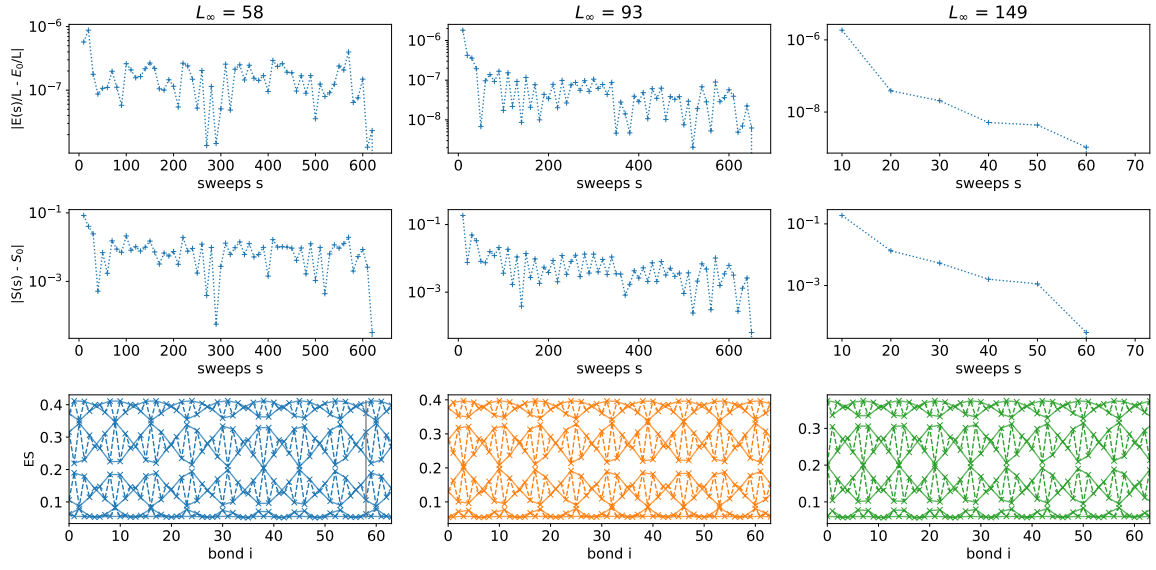 L∞ = 58
L∞ = 93
L∞ = 149
|E(s)/L - E₀/L|
10⁻⁶
10⁻⁷
0 100 200 300 400 500 600
sweeps s
10⁻⁶
10⁻⁷
10⁻⁸
0 200 400 600
sweeps s
10⁻⁶
10⁻⁸
10 20 30 40 50 60 70
sweeps s
|S(s) - S₀|
10⁻¹
10⁻³
0 100 200 300 400 500 600
sweeps s
10⁻¹
10⁻³
0 200 400 600
sweeps s
10⁻¹
10⁻³
10 20 30 40 50 60 70
sweeps s
ES
0.4
0.3
0.2
0.1
0 10 20 30 40 50 60
bond i
0.4
0.3
0.2
0.1
0 10 20 30 40 50 60
bond i
0.3
0.2
0.1
0 10 20 30 40 50 60
bond i